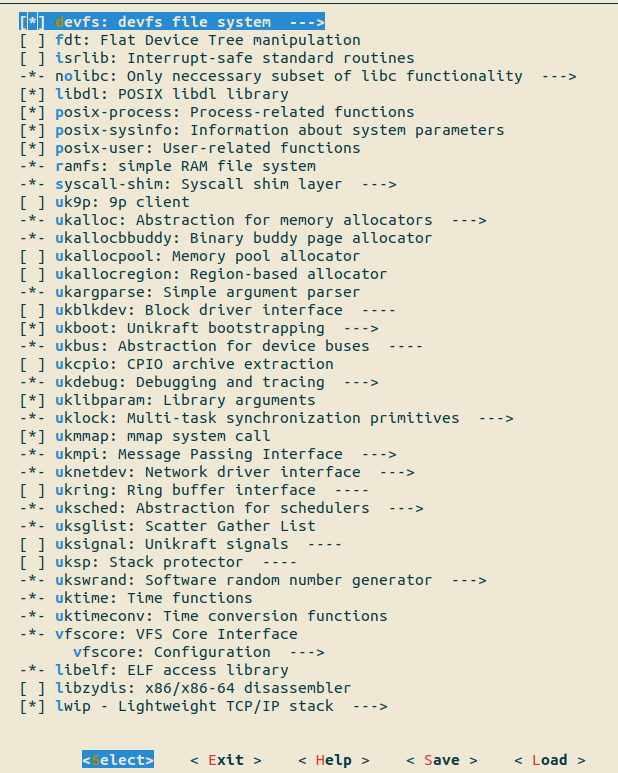 [*] devfs: devfs file system  --->
[ ] fdt: Flat Device Tree manipulation
[ ] isrlib: Interrupt-safe standard routines
-*- nolibc: Only neccessary subset of libc functionality  --->
[*] libdl: POSIX libdl library
[*] posix-process: Process-related functions
[*] posix-sysinfo: Information about system parameters
[*] posix-user: User-related functions
-*- ramfs: simple RAM file system
-*- syscall-shim: Syscall shim layer  --->
[ ] uk9p: 9p client
-*- ukalloc: Abstraction for memory allocators  --->
-*- ukallocbbuddy: Binary buddy page allocator
[ ] ukallocpool: Memory pool allocator
[ ] ukallocregion: Region-based allocator
-*- ukargparse: Simple argument parser
[ ] ukblkdev: Block driver interface  ----
[*] ukboot: Unikraft bootstrapping  --->
-*- ukbus: Abstraction for device buses  ----
[ ] ukcpio: CPIO archive extraction
-*- ukdebug: Debugging and tracing  --->
[*] uklibparam: Library arguments
-*- uklock: Multi-task synchronization primitives  --->
[*] ukmmap: mmap system call
-*- ukmpi: Message Passing Interface  --->
-*- uknetdev: Network driver interface  --->
[ ] ukring: Ring buffer interface  ----
-*- uksched: Abstraction for schedulers  --->
-*- uksglist: Scatter Gather List
[ ] uksignal: Unikraft signals  ----
[ ] uksp: Stack protector  ----
-*- ukswrand: Software random number generator  --->
-*- uktime: Time functions
-*- uktimeconv: Time conversion functions
-*- vfscore: VFS Core Interface
      vfscore: Configuration  --->
-*- libelf: ELF access library
[ ] libzydis: x86/x86-64 disassembler
[*] lwip - Lightweight TCP/IP stack  --->
<Select>    < Exit >    < Help >    < Save >    < Load >